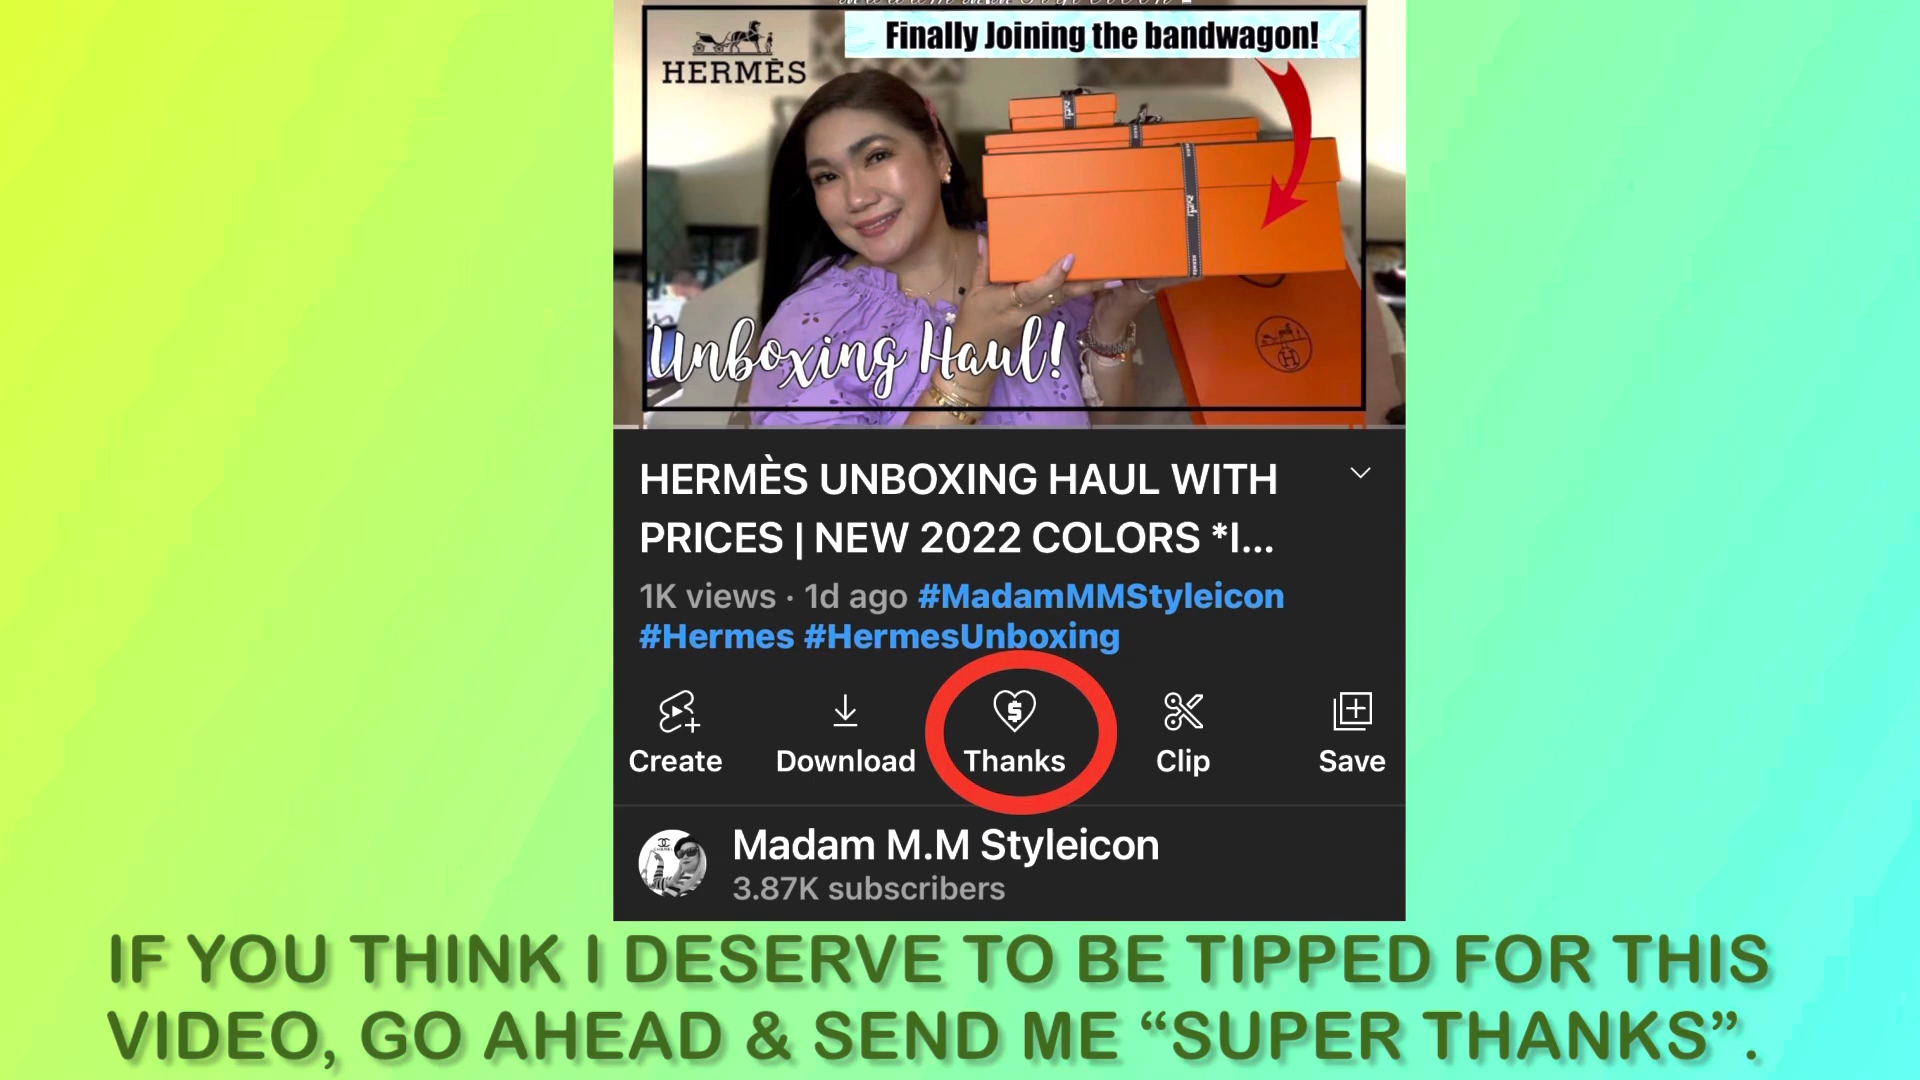 Finally Joining the bandwagon!
HERMÈS
Unboxing Haul!
HERMÈS UNBOXING HAUL WITH
PRICES | NEW 2022 COLORS *I...
1K views · 1d ago #MadamMMStyleicon
#Hermes #HermesUnboxing
Create Download Thanks Clip Save
Madam M.M Styleicon
3.87K subscribers
IF YOU THINK I DESERVE TO BE TIPPED FOR THIS
VIDEO, GO AHEAD & SEND ME “SUPER THANKS”.